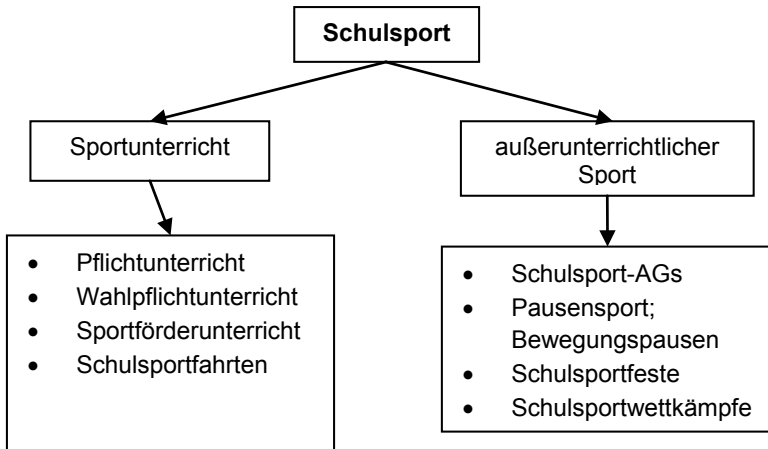 Schulsport
Sportunterricht
außerunterrichtlicher
Sport
• Pflichtunterricht
• Wahlpflichtunterricht
• Sportförderunterricht
• Schulsportfahrten
• Schulsport-AGs
• Pausensport;
Bewegungspausen
• Schulsportfeste
• Schulsportwettkämpfe